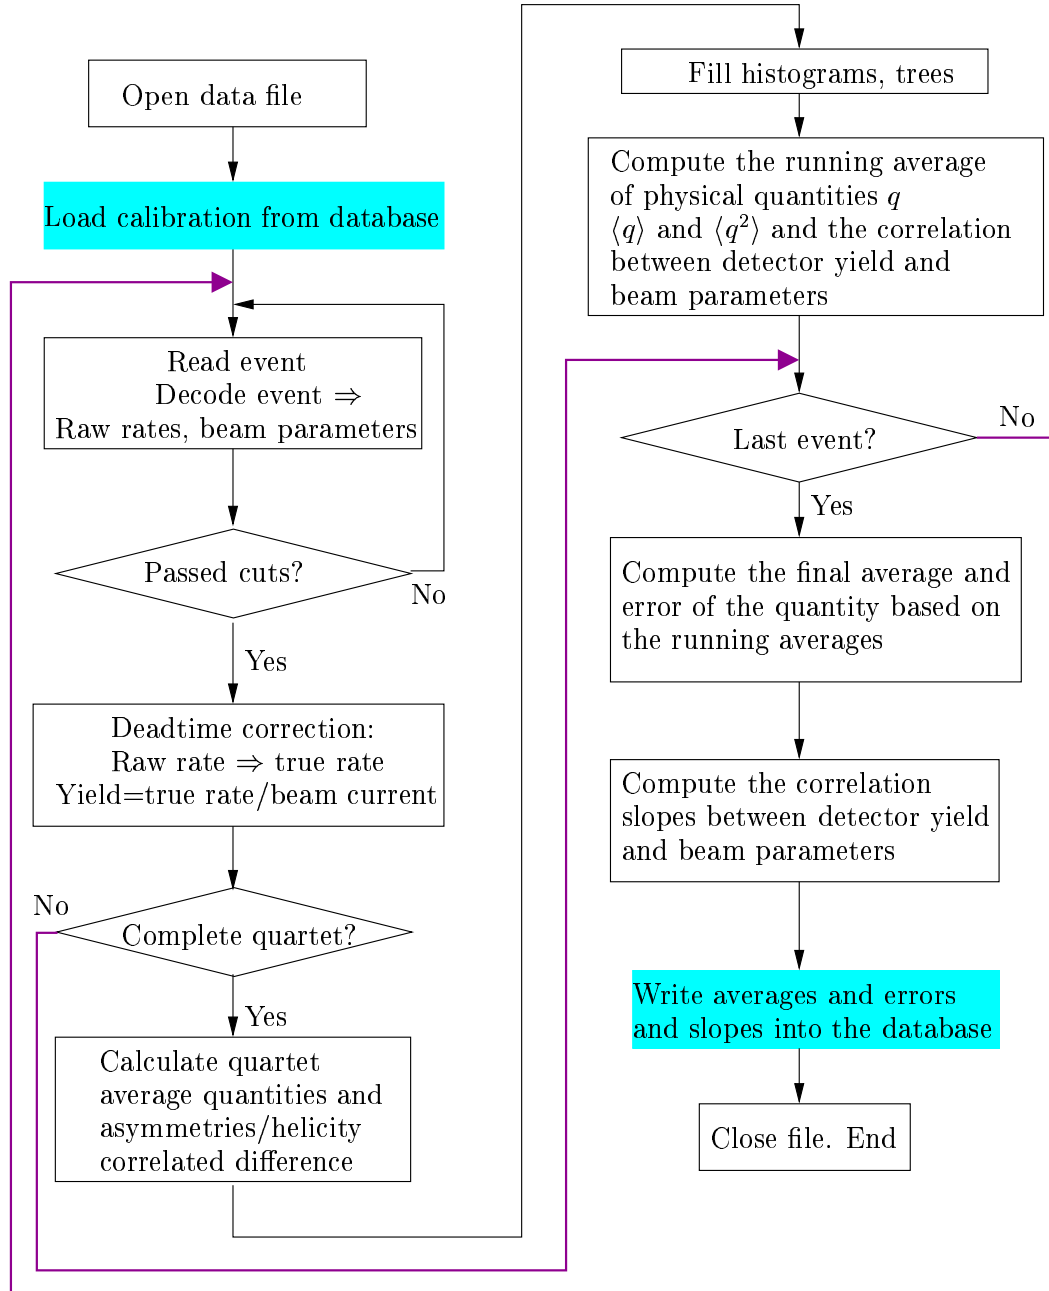 Open data file
Load calibration from database
Read event
Decode event ⇒
Raw rates, beam parameters
Passed cuts?
No
Yes
Deadtime correction:
Raw rate ⇒ true rate
Yield=true rate/beam current
No
Complete quartet?
Yes
Calculate quartet
average quantities and
asymmetries/helicity
correlated difference
Fill histograms, trees
Compute the running average
of physical quantities q
⟨q⟩ and ⟨q²⟩ and the correlation
between detector yield and
beam parameters
No
Last event?
Yes
Compute the final average and
error of the quantity based on
the running averages
Compute the correlation
slopes between detector yield
and beam parameters
Write averages and errors
and slopes into the database
Close file. End